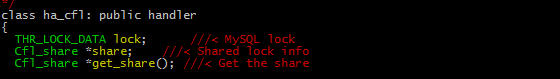 */
class ha_cfl: public handler
{
  THR_LOCK_DATA lock;      ///< MySQL lock
  Cfl_share *share;    ///< Shared lock info
  Cfl_share *get_share(); ///< Get the share